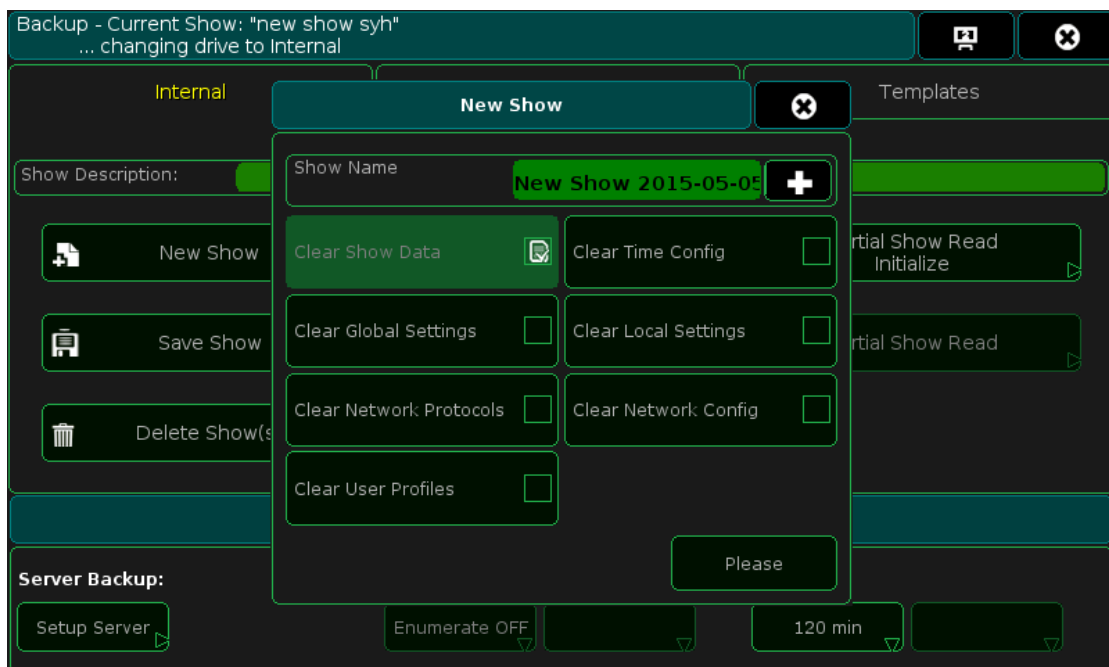 Backup - Current Show: "new show syh"
... changing drive to Internal
Internal
Templates
New Show
Show Description:
Show Name
New Show 2015-05-05
New Show
Clear Show Data
Clear Time Config
rtial Show Read
Initialize
Clear Global Settings
Clear Local Settings
Save Show
rtial Show Read
Clear Network Protocols
Clear Network Config
Delete Show(s
Clear User Profiles
Please
Server Backup:
Setup Server
Enumerate OFF
120 min